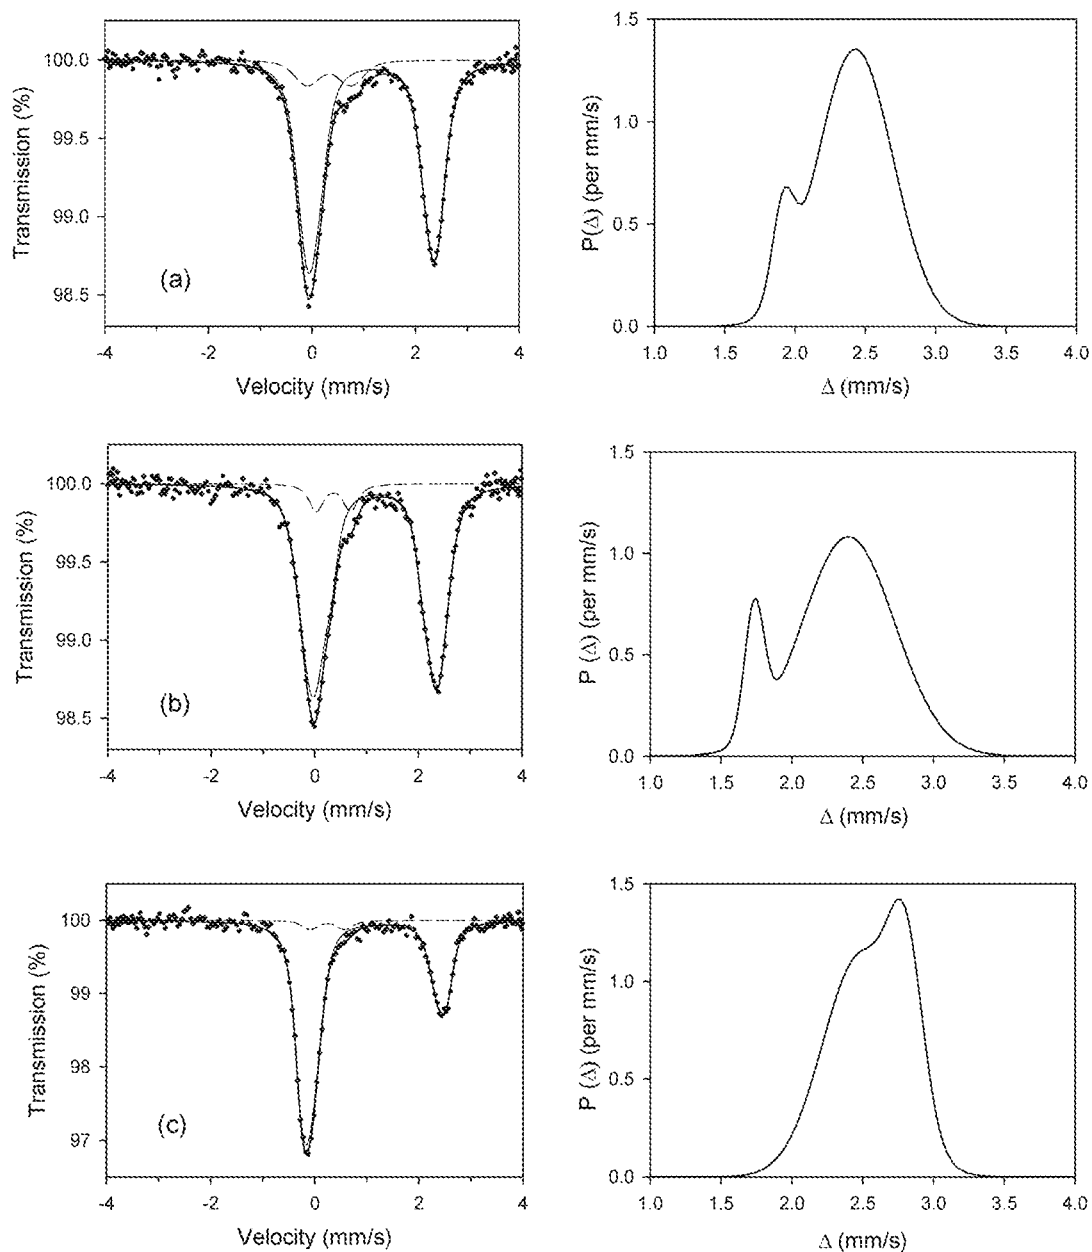 100.0
99.5
99.0
98.5
Transmission (%)
(a)
-4 -2 0 2 4
Velocity (mm/s)
1.5
1.0
0.5
0.0
P(Δ) (per mm/s)
1.0 1.5 2.0 2.5 3.0 3.5 4.0
Δ (mm/s)
100.0
99.5
99.0
98.5
Transmission (%)
(b)
-4 -2 0 2 4
Velocity (mm/s)
1.5
1.0
0.5
0.0
P (Δ) (per mm/s)
1.0 1.5 2.0 2.5 3.0 3.5 4.0
Δ (mm/s)
100
99
98
97
Transmission (%)
(c)
-4 -2 0 2 4
Velocity (mm/s)
1.5
1.0
0.5
0.0
P (Δ) (per mm/s)
1.0 1.5 2.0 2.5 3.0 3.5 4.0
Δ (mm/s)